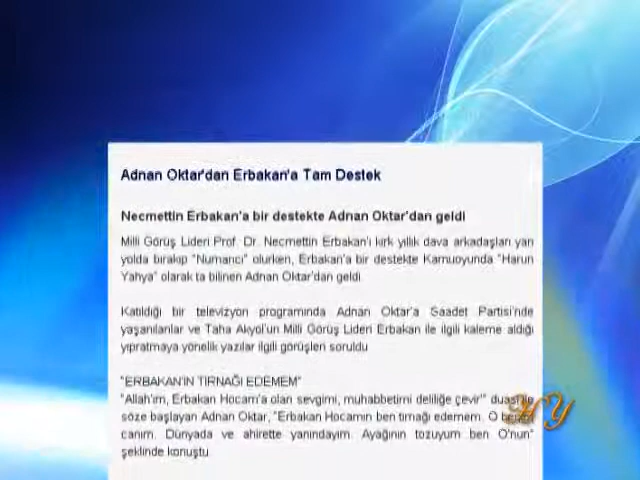 Adnan Oktar'dan Erbakan'a Tam Destek
Necmettin Erbakan'a bir destekte Adnan Oktar'dan geldi
Milli Görüş Lideri Prof. Dr. Necmettin Erbakan'ı kırk yıllık dava arkadaşları yarı
yolda bırakıp "Numancı" olurken, Erbakan'a bir destekte Kamuoyunda "Harun
Yahya" olarak ta bilinen Adnan Oktar'dan geldi.
Katıldığı bir televizyon programında Adnan Oktar'a Saadet Partisi'nde
yaşanılanlar ve Taha Akyol'un Milli Görüş Lideri Erbakan ile ilgili kaleme aldığı
yıpratmaya yönelik yazılar ilgili görüşleri soruldu
"ERBAKAN'IN TIRNAĞI EDEMEM"
"Allah'ım, Erbakan Hocam'a olan sevgimi, muhabbetimi deliliğe çevir" duası ile
söze başlayan Adnan Oktar, "Erbakan Hocamın ben tırnağı edemem. O benim
canım. Dünyada ve ahirette yanındayım. Ayağının tozuyum ben O'nun"
şeklinde konuştu.
HY